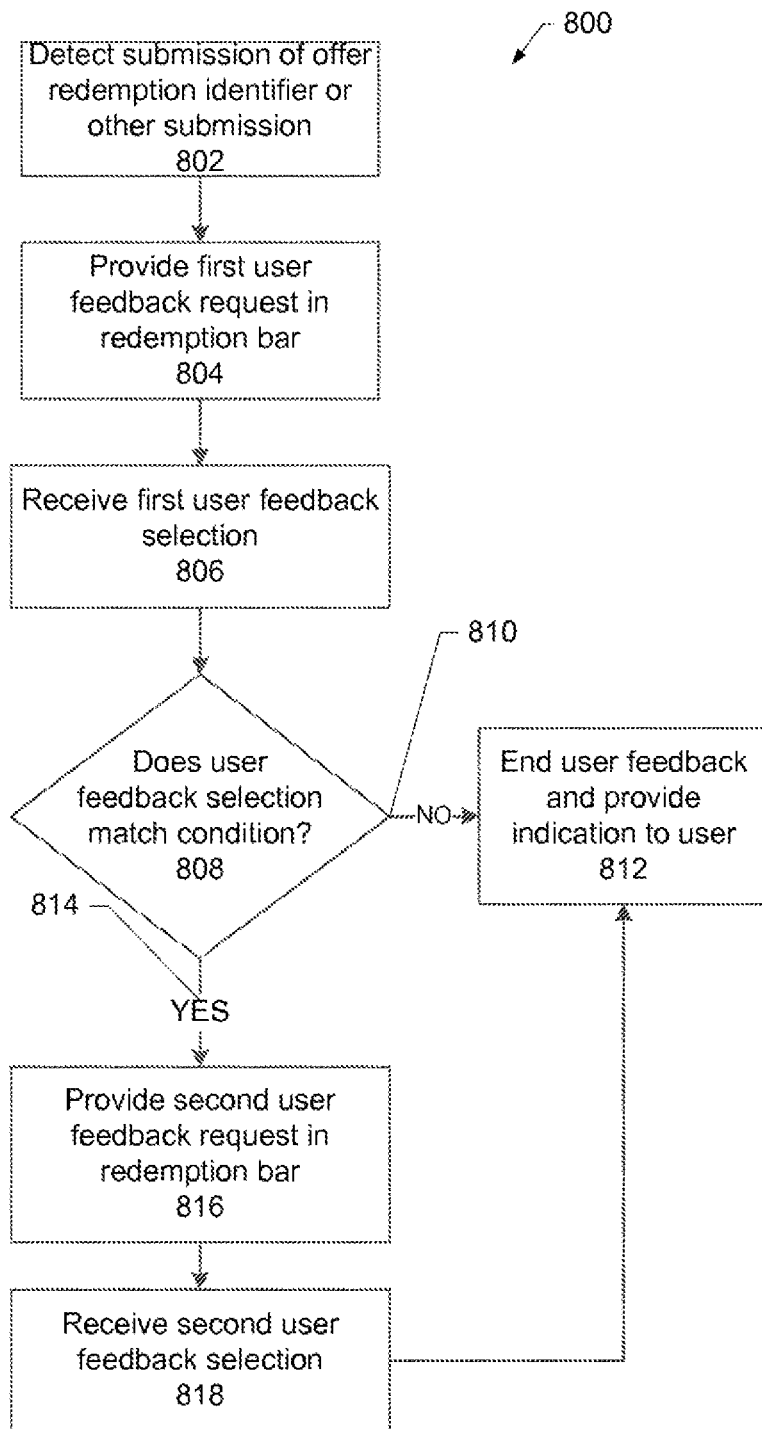 800
Detect submission of offer
redemption identifier or
other submission
802
Provide first user
feedback request in
redemption bar
804
Receive first user feedback
selection
806
810
Does user
feedback selection
match condition?
808
NO
End user feedback
and provide
indication to user
812
814
YES
Provide second user
feedback request in
redemption bar
816
Receive second user
feedback selection
818